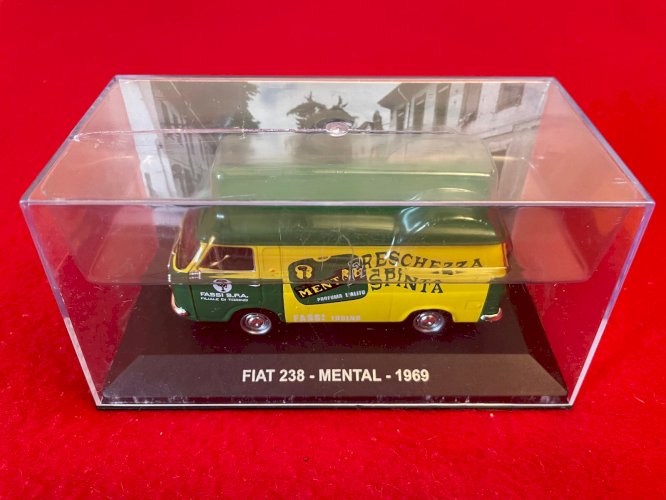 FRESCHEZZA
SPINTA
MENTAL
PROFUMA L'ALITO
FASSI S.P.A.
FILIALE DI TORINO
FASSI TORINO
FIAT 238 - MENTAL - 1969